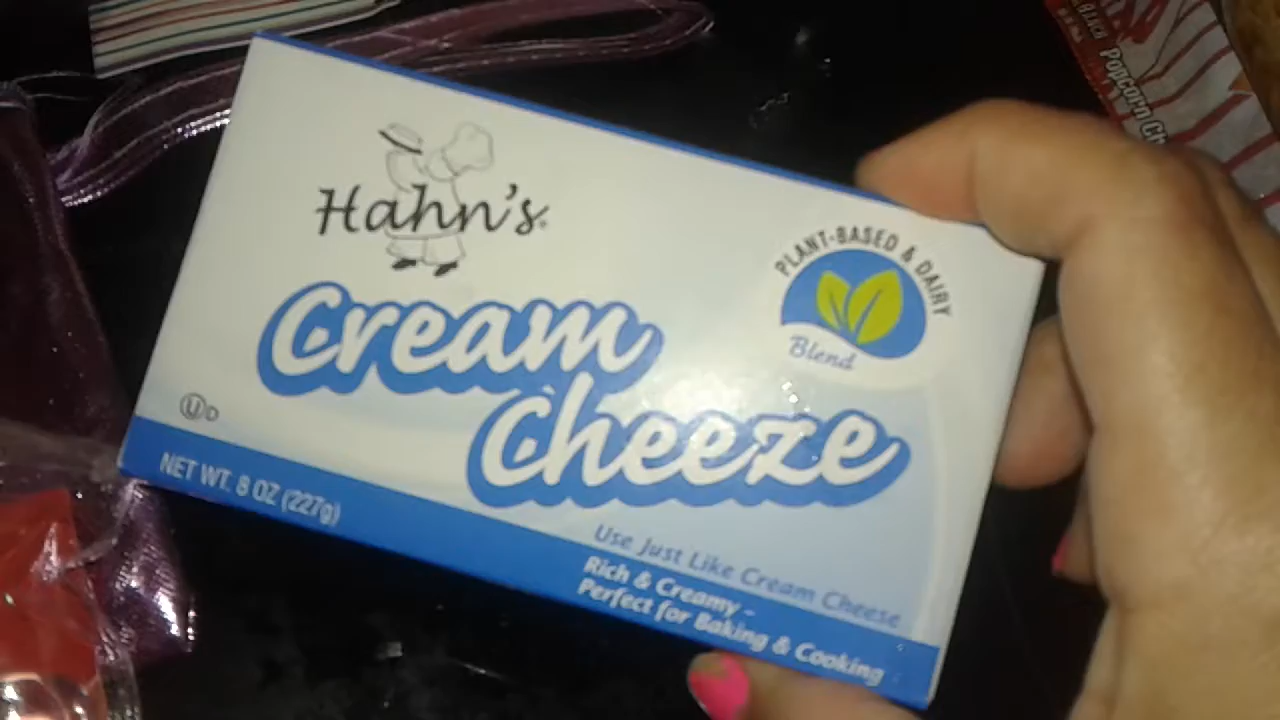 Hahn's®
Cream
Cheeze
PLANT-BASED & DAIRY
Blend
U D
NET WT. 8 OZ (227g)
Use Just Like Cream Cheese
Rich & Creamy -
Perfect for Baking & Cooking
Popcorn Ch